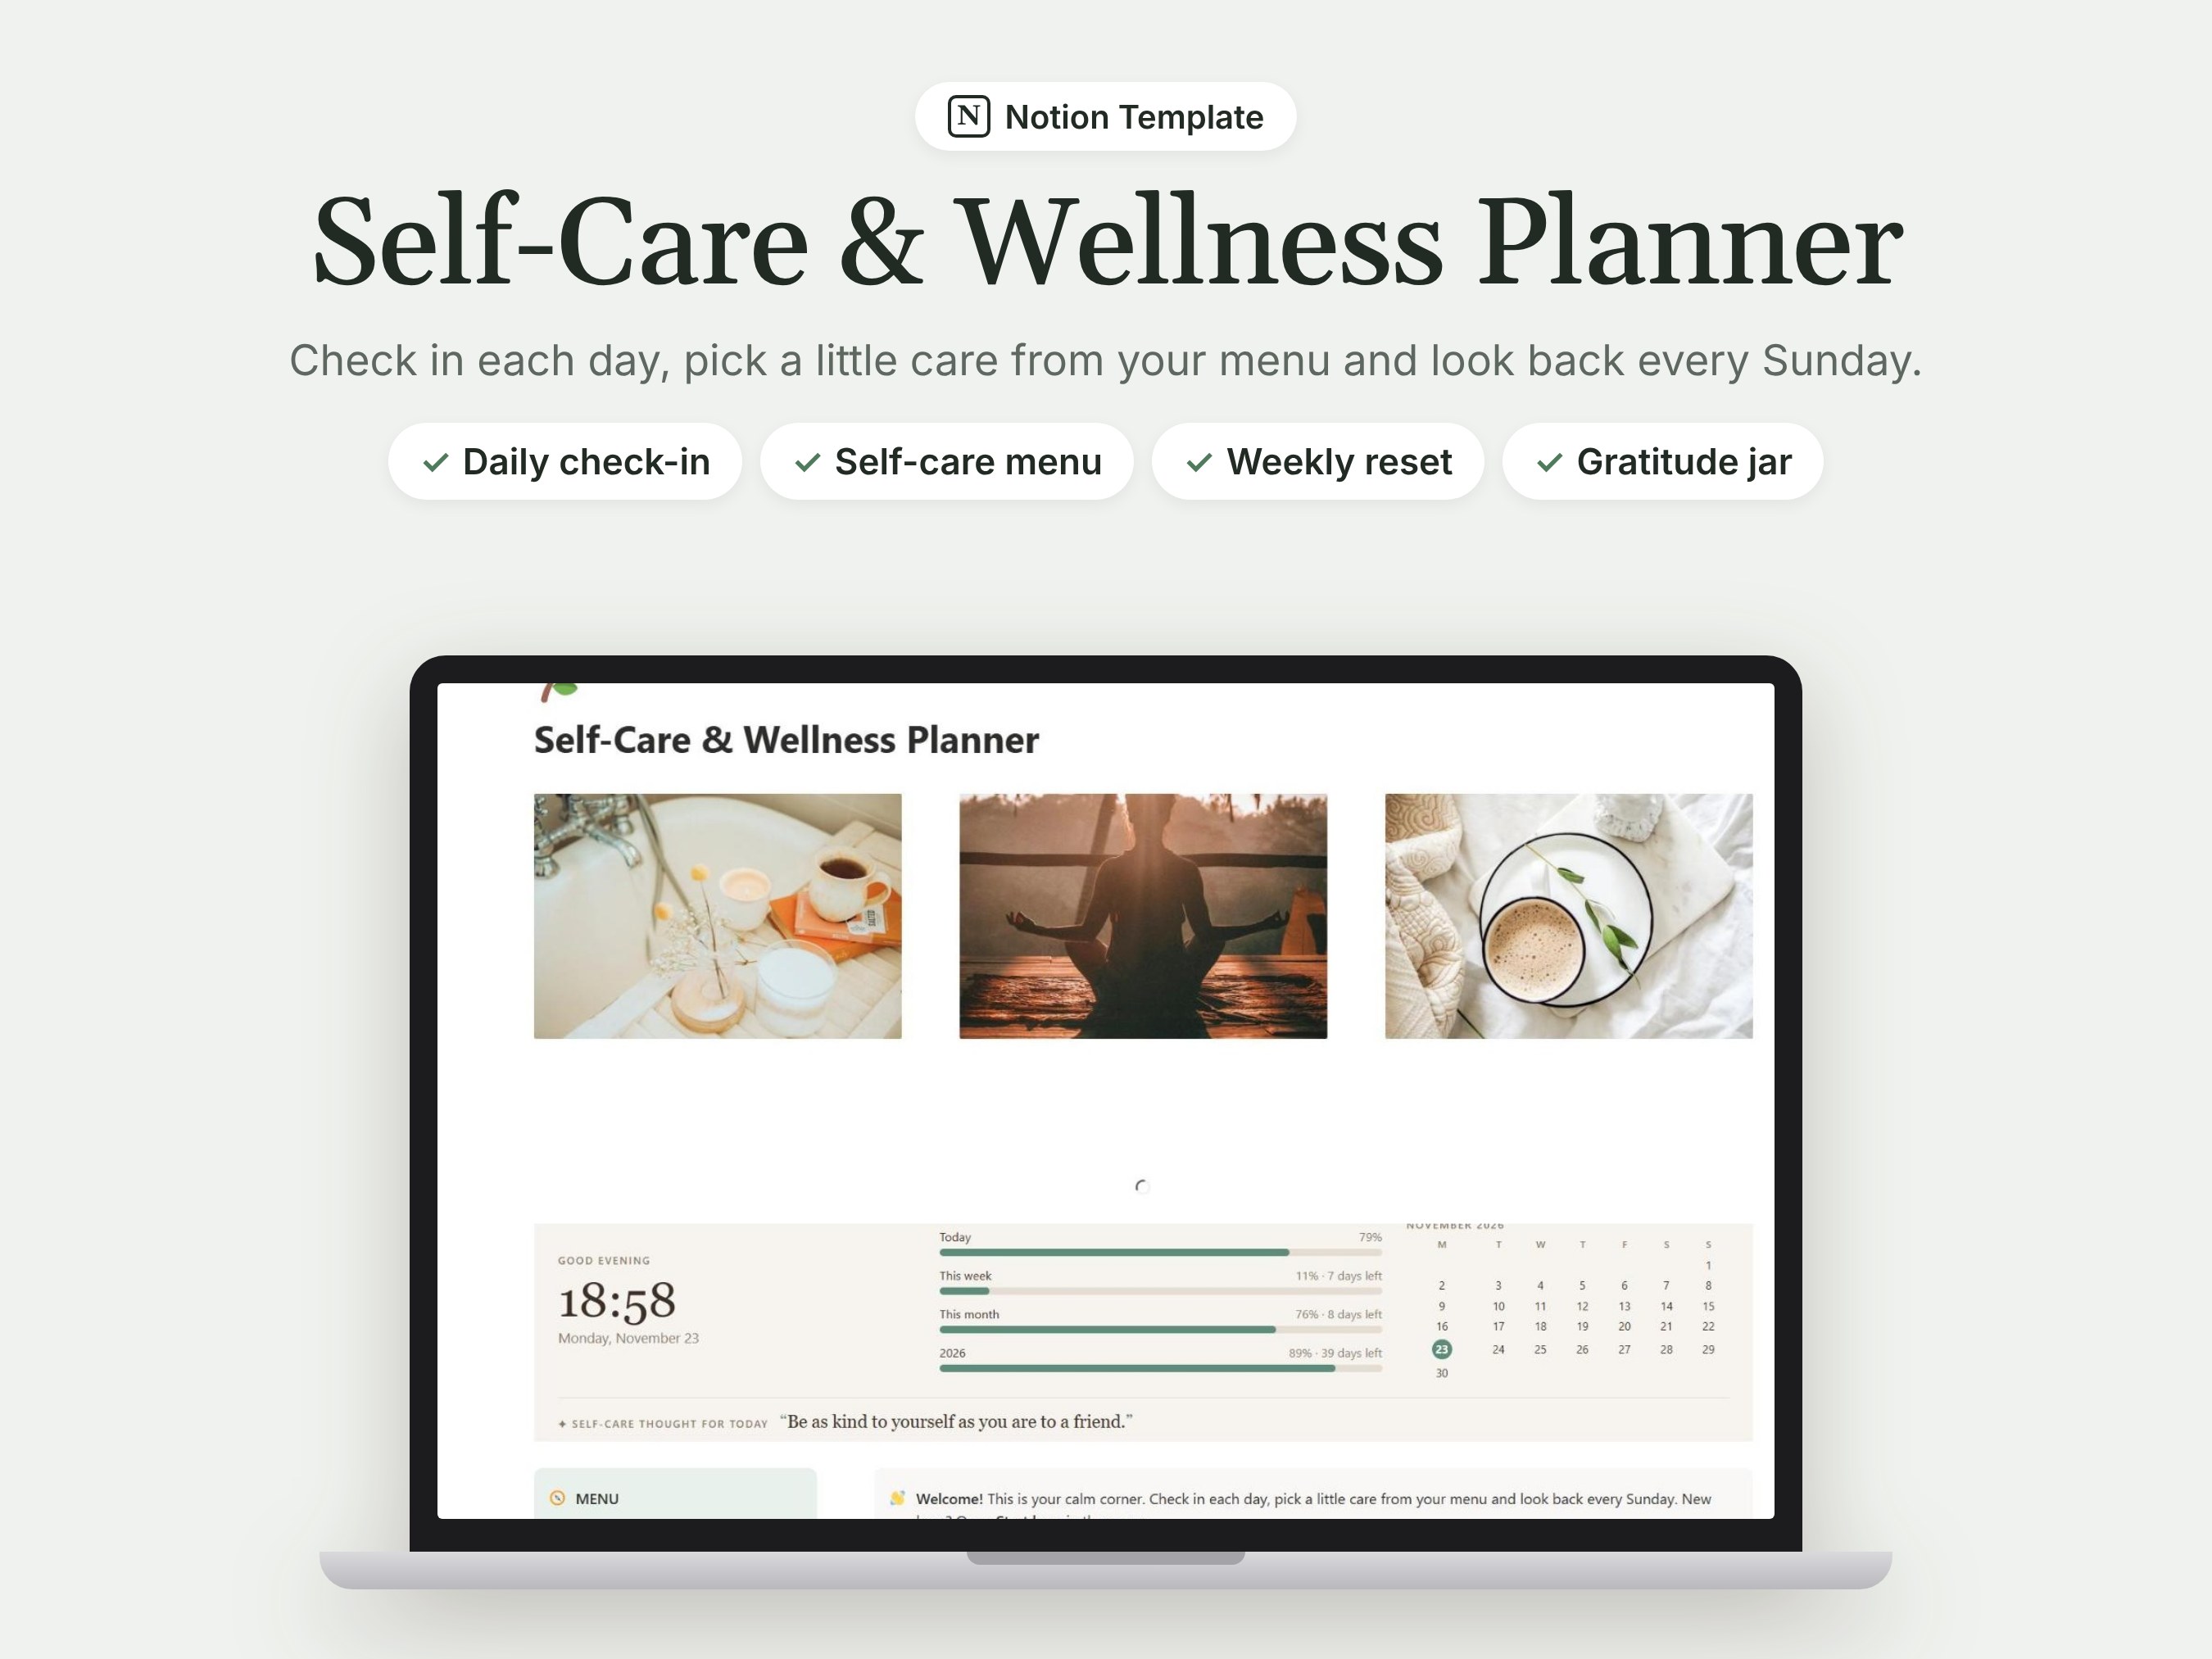 N Notion Template
Self-Care & Wellness Planner
Check in each day, pick a little care from your menu and look back every Sunday.
Daily check-in
Self-care menu
Weekly reset
Gratitude jar
Self-Care & Wellness Planner
GOOD EVENING
18:58
Monday, November 23
Today 79%
This week 11% · 7 days left
This month 76% · 8 days left
2026 89% · 39 days left
NOVEMBER 2026
M T W T F S S
1
2 3 4 5 6 7 8
9 10 11 12 13 14 15
16 17 18 19 20 21 22
23 24 25 26 27 28 29
30
✦ SELF-CARE THOUGHT FOR TODAY “Be as kind to yourself as you are to a friend.”
MENU
Welcome! This is your calm corner. Check in each day, pick a little care from your menu and look back every Sunday. New